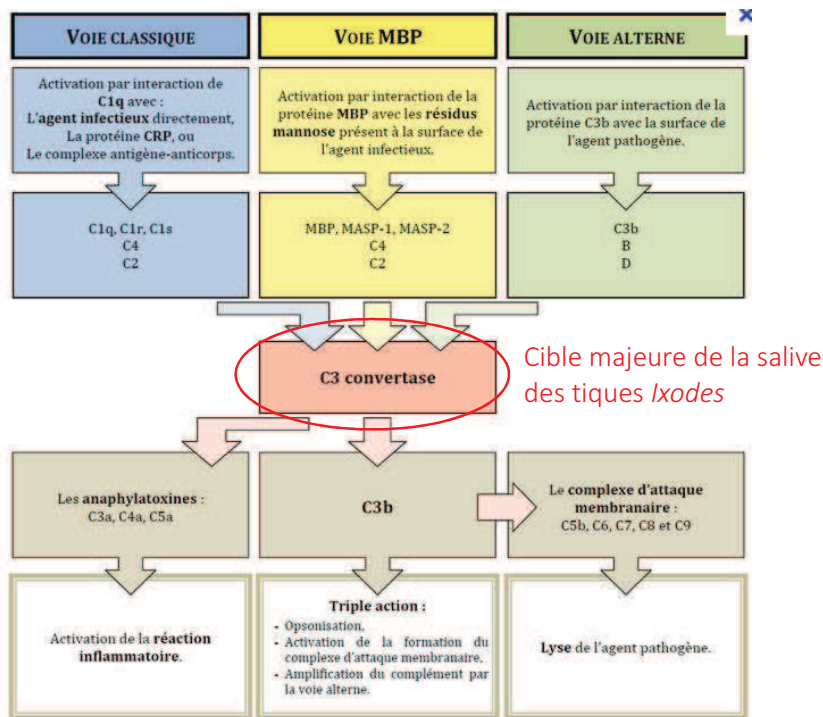 VOIE CLASSIQUE
VOIE MBP
VOIE ALTERNE
Activation par interaction de
C1q avec :
L'agent infectieux directement,
La protéine CRP, ou
Le complexe antigène-anticorps.
Activation par interaction de la
protéine MBP avec les résidus
mannose présent à la surface de
l'agent infectieux.
Activation par interaction de la
protéine C3b avec la surface de
l'agent pathogène.
C1q, C1r, C1s
C4
C2
MBP, MASP-1, MASP-2
C4
C2
C3b
B
D
C3 convertase
Cible majeure de la salive
des tiques Ixodes
Les anaphylatoxines :
C3a, C4a, C5a
C3b
Le complexe d'attaque
membranaire :
C5b, C6, C7, C8 et C9
Activation de la réaction
inflammatoire.
Triple action :
- Opsonisation,
- Activation de la formation du
complexe d'attaque membranaire,
- Amplification du complément par
la voie alterne.
Lyse de l'agent pathogène.